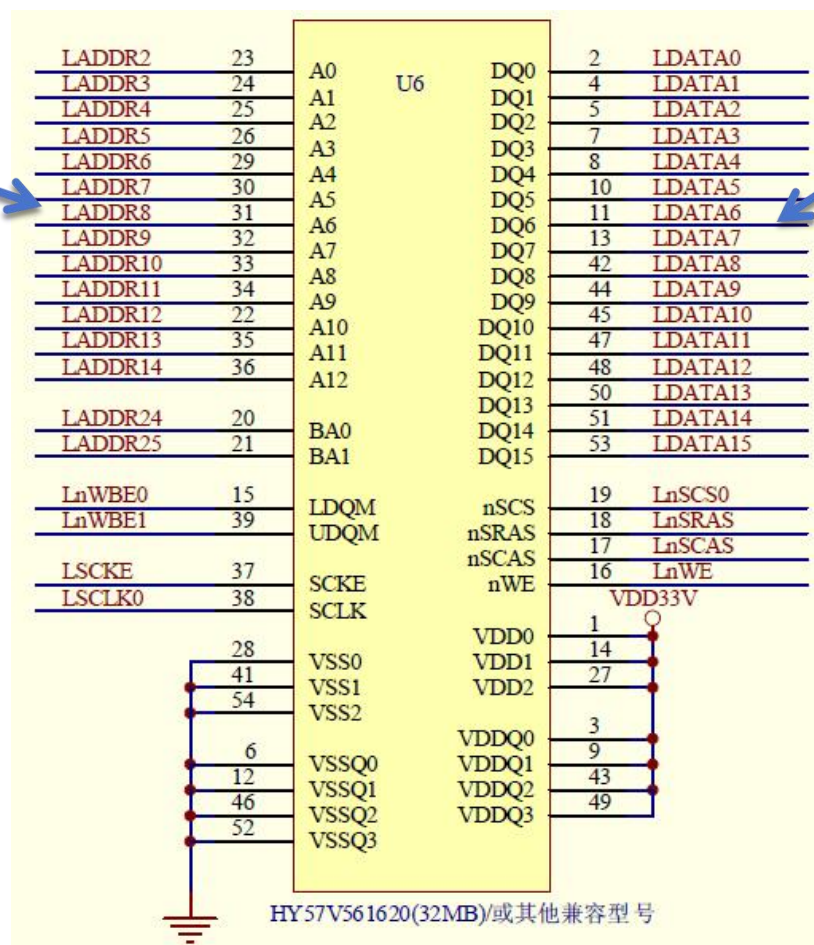 LADDR2 23 A0 U6 DQ0 2 LDATA0
LADDR3 24 A1 DQ1 4 LDATA1
LADDR4 25 A2 DQ2 5 LDATA2
LADDR5 26 A3 DQ3 7 LDATA3
LADDR6 29 A4 DQ4 8 LDATA4
LADDR7 30 A5 DQ5 10 LDATA5
LADDR8 31 A6 DQ6 11 LDATA6
LADDR9 32 A7 DQ7 13 LDATA7
LADDR10 33 A8 DQ8 42 LDATA8
LADDR11 34 A9 DQ9 44 LDATA9
LADDR12 22 A10 DQ10 45 LDATA10
LADDR13 35 A11 DQ11 47 LDATA11
LADDR14 36 A12 DQ12 48 LDATA12
DQ13 50 LDATA13
LADDR24 20 BA0 DQ14 51 LDATA14
LADDR25 21 BA1 DQ15 53 LDATA15
LnWBE0 15 LDQM nSCS 19 LnSCS0
LnWBE1 39 UDQM nSRAS 18 LnSRAS
nSCAS 17 LnSCAS
LSCKE 37 SCKE nWE 16 LnWE
LSCLK0 38 SCLK VDD33V
VDD0 1
28 VSS0 VDD1 14
41 VSS1 VDD2 27
54 VSS2
VDDQ0 3
6 VSSQ0 VDDQ1 9
12 VSSQ1 VDDQ2 43
46 VSSQ2 VDDQ3 49
52 VSSQ3
HY57V561620(32MB)/或其他兼容型号